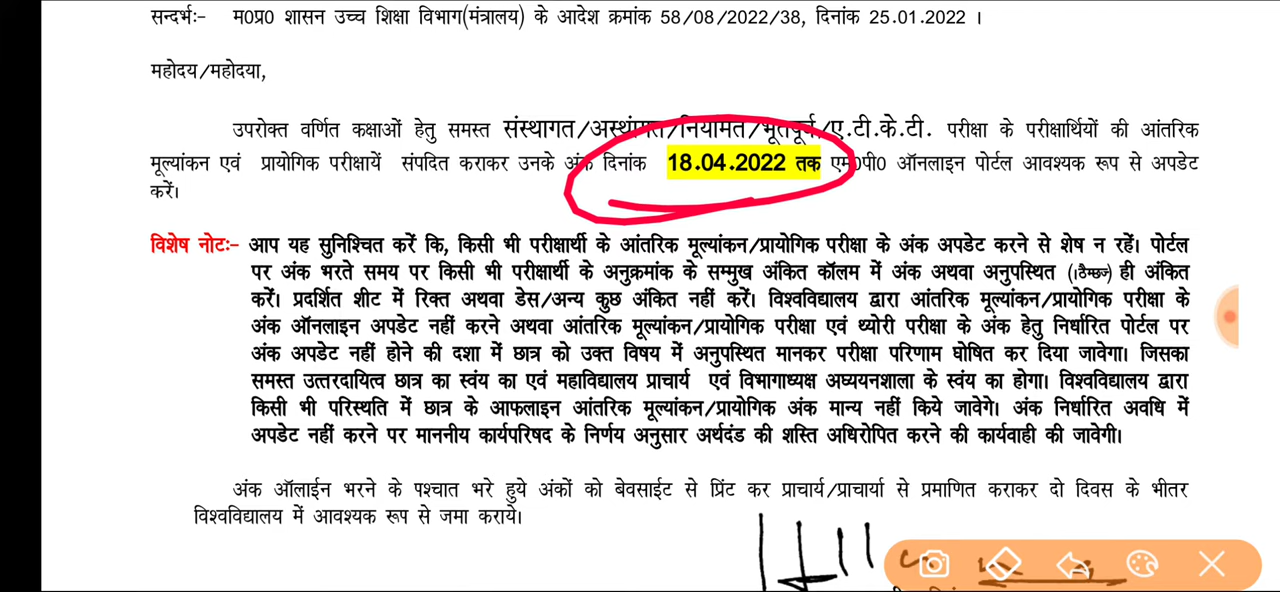 सन्दर्भः- म0प्र0 शासन उच्च शिक्षा विभाग(मंत्रालय) के आदेश क्रमांक 58/08/2022/38, दिनांक 25.01.2022 ।
महोदय/महोदया,
उपरोक्त वर्णित कक्षाओं हेतु समस्त संस्थागत/अस्थांगत/नियमित/भूतपूर्व/ए.टी.के.टी. परीक्षा के परीक्षार्थियों की आंतरिक
मूल्यांकन एवं प्रायोगिक परीक्षायें संपदित कराकर उनके अंक दिनांक 18.04.2022 तक एम0पी0 ऑनलाइन पोर्टल आवश्यक रूप से अपडेट
करें।
विशेष नोटः- आप यह सुनिश्चित करें कि, किसी भी परीक्षार्थी के आंतरिक मूल्यांकन/प्रायोगिक परीक्षा के अंक अपडेट करने से शेष न रहें। पोर्टल
पर अंक भरते समय पर किसी भी परीक्षार्थी के अनुक्रमांक के सम्मुख अंकित कॉलम में अंक अथवा अनुपस्थित ही अंकित
करें। प्रदर्शित शीट में रिक्त अथवा डेस/अन्य कुछ अंकित नहीं करें। विश्वविद्यालय द्वारा आंतरिक मूल्यांकन/प्रायोगिक परीक्षा के
अंक ऑनलाइन अपडेट नहीं करने अथवा आंतरिक मूल्यांकन/प्रायोगिक परीक्षा एवं थ्योरी परीक्षा के अंक हेतु निर्धारित पोर्टल पर
अंक अपडेट नहीं होने की दशा में छात्र को उक्त विषय में अनुपस्थित मानकर परीक्षा परिणाम घोषित कर दिया जावेगा। जिसका
समस्त उत्तरदायित्व छात्र का स्वंय का एवं महाविद्यालय प्राचार्य एवं विभागाध्यक्ष अध्ययनशाला के स्वंय का होगा। विश्वविद्यालय द्वारा
किसी भी परिस्थति में छात्र के आफलाइन आंतरिक मूल्यांकन/प्रायोगिक अंक मान्य नहीं किये जावेगे। अंक निर्धारित अवधि में
अपडेट नहीं करने पर माननीय कार्यपरिषद के निर्णय अनुसार अर्थदंड की शस्ति अधिरोपित करने की कार्यवाही की जावेगी।
अंक ऑलाईन भरने के पश्चात भरे हुये अंकों को बेवसाईट से प्रिंट कर प्राचार्य/प्राचार्या से प्रमाणित कराकर दो दिवस के भीतर
विश्वविद्यालय में आवश्यक रूप से जमा कराये।